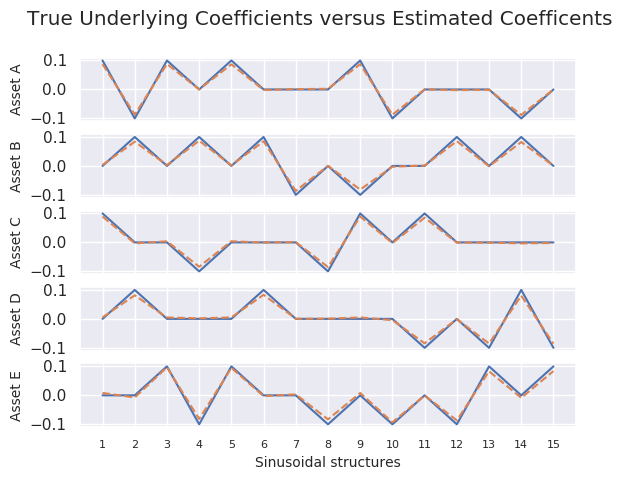 True Underlying Coefficients versus Estimated Coefficents
0.1
0.0
−0.1
Asset A
0.1
0.0
−0.1
Asset B
0.1
0.0
−0.1
Asset C
0.1
0.0
−0.1
Asset D
0.1
0.0
−0.1
Asset E
1 2 3 4 5 6 7 8 9 10 11 12 13 14 15
Sinusoidal structures